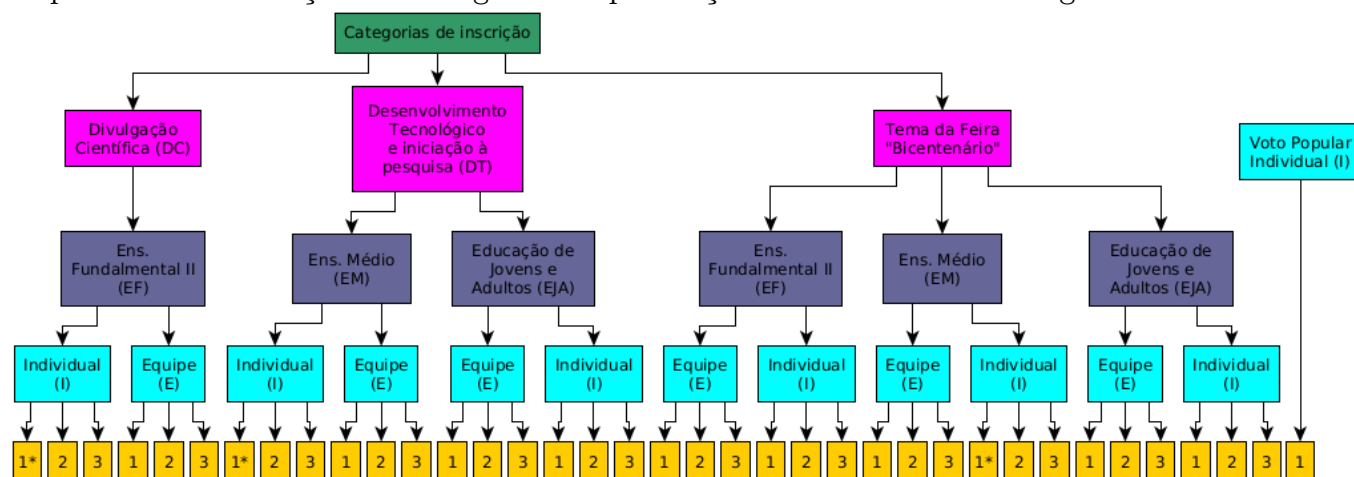 Categorias de inscrição
Divulgação
Científica (DC)
Desenvolvimento
Tecnológico
e iniciação à
pesquisa (DT)
Tema da Feira
"Bicentenário"
Voto Popular
Individual (I)
Ens.
Fundalmental II
(EF)
Ens. Médio
(EM)
Educação de
Jovens e
Adultos (EJA)
Ens.
Fundalmental II
(EF)
Ens. Médio
(EM)
Educação de
Jovens e
Adultos (EJA)
Individual
(I)
Equipe
(E)
Individual
(I)
Equipe
(E)
Equipe
(E)
Individual
(I)
Equipe
(E)
Individual
(I)
Equipe
(E)
Individual
(I)
Equipe
(E)
Individual
(I)
1* 2 3 1 2 3 1* 2 3 1 2 3 1 2 3 1 2 3 1 2 3 1 2 3 1 2 3 1* 2 3 1 2 3 1 2 3 1